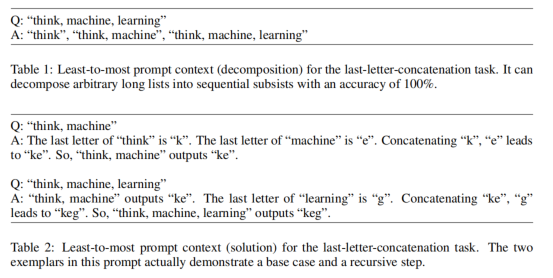 Q: “think, machine, learning”
A: “think”, “think, machine”, “think, machine, learning”
Table 1: Least-to-most prompt context (decomposition) for the last-letter-concatenation task. It can
decompose arbitrary long lists into sequential subsists with an accuracy of 100%.
Q: “think, machine”
A: The last letter of “think” is “k”. The last letter of “machine” is “e”. Concatenating “k”, “e” leads
to “ke”. So, “think, machine” outputs “ke”.
Q: “think, machine, learning”
A: “think, machine” outputs “ke”. The last letter of “learning” is “g”. Concatenating “ke”, “g”
leads to “keg”. So, “think, machine, learning” outputs “keg”.
Table 2: Least-to-most prompt context (solution) for the last-letter-concatenation task. The two
exemplars in this prompt actually demonstrate a base case and a recursive step.